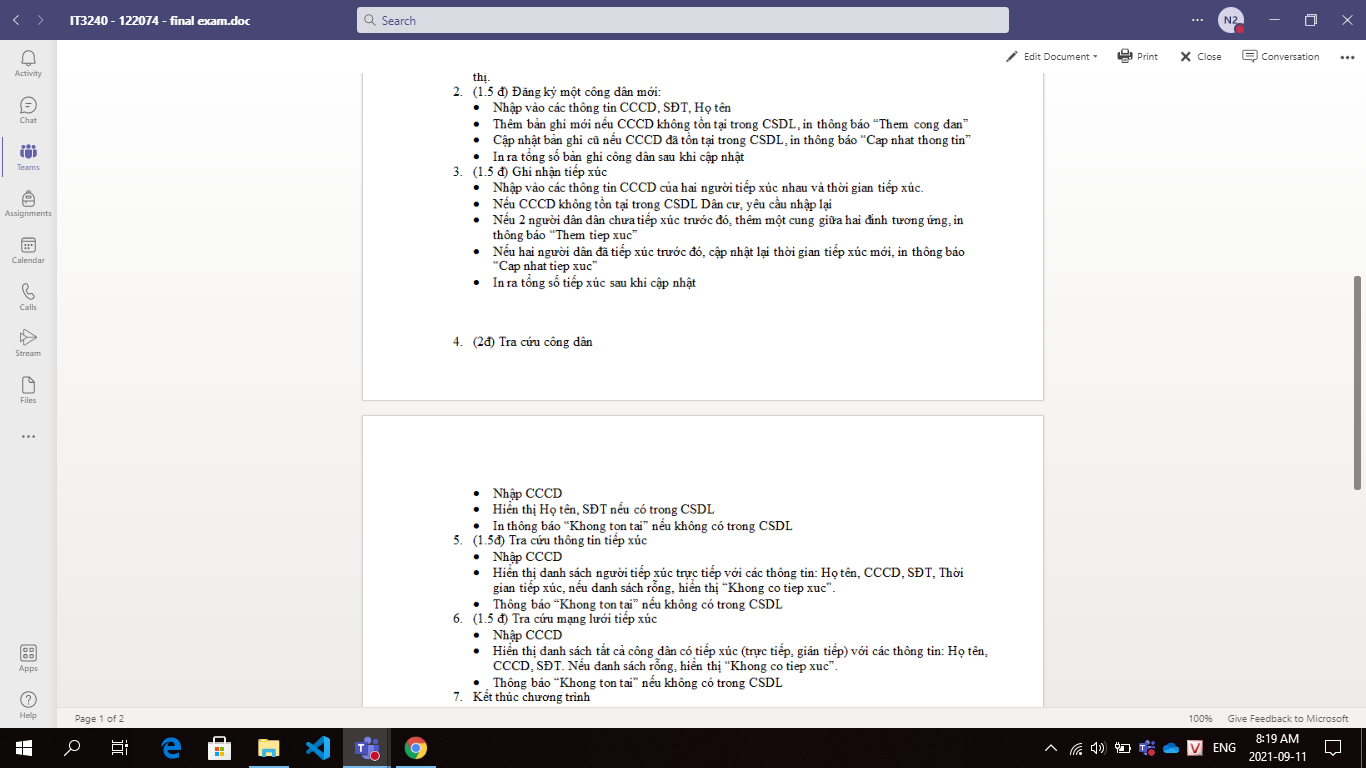 IT3240 - 122074 - final exam.doc
Search
N2
Edit Document
Print
Close
Conversation
Activity
Chat
Teams
Assignments
Calendar
Calls
Stream
Files
Apps
Help
thị.
2. (1.5 đ) Đăng ký một công dân mới:
• Nhập vào các thông tin CCCD, SĐT, Họ tên
• Thêm bản ghi mới nếu CCCD không tồn tại trong CSDL, in thông báo “Them cong dan”
• Cập nhật bản ghi cũ nếu CCCD đã tồn tại trong CSDL, in thông báo “Cap nhat thong tin”
• In ra tổng số bản ghi công dân sau khi cập nhật
3. (1.5 đ) Ghi nhận tiếp xúc
• Nhập vào các thông tin CCCD của hai người tiếp xúc nhau và thời gian tiếp xúc.
• Nếu CCCD không tồn tại trong CSDL Dân cư, yêu cầu nhập lại
• Nếu 2 người dân dân chưa tiếp xúc trước đó, thêm một cung giữa hai đỉnh tương ứng, in
thông báo “Them tiep xuc”
• Nếu hai người dân đã tiếp xúc trước đó, cập nhật lại thời gian tiếp xúc mới, in thông báo
“Cap nhat tiep xuc”
• In ra tổng số tiếp xúc sau khi cập nhật
4. (2đ) Tra cứu công dân
• Nhập CCCD
• Hiển thị Họ tên, SĐT nếu có trong CSDL
• In thông báo “Khong ton tai” nếu không có trong CSDL
5. (1.5đ) Tra cứu thông tin tiếp xúc
• Nhập CCCD
• Hiển thị danh sách người tiếp xúc trực tiếp với các thông tin: Họ tên, CCCD, SĐT, Thời
gian tiếp xúc, nếu danh sách rỗng, hiển thị “Khong co tiep xuc”.
• Thông báo “Khong ton tai” nếu không có trong CSDL
6. (1.5 đ) Tra cứu mạng lưới tiếp xúc
• Nhập CCCD
• Hiển thị danh sách tất cả công dân có tiếp xúc (trực tiếp, gián tiếp) với các thông tin: Họ tên,
CCCD, SĐT. Nếu danh sách rỗng, hiển thị “Khong co tiep xuc”.
• Thông báo “Khong ton tai” nếu không có trong CSDL
7. Kết thúc chương trình
Page 1 of 2
100% Give Feedback to Microsoft
V
ENG
8:19 AM
2021-09-11